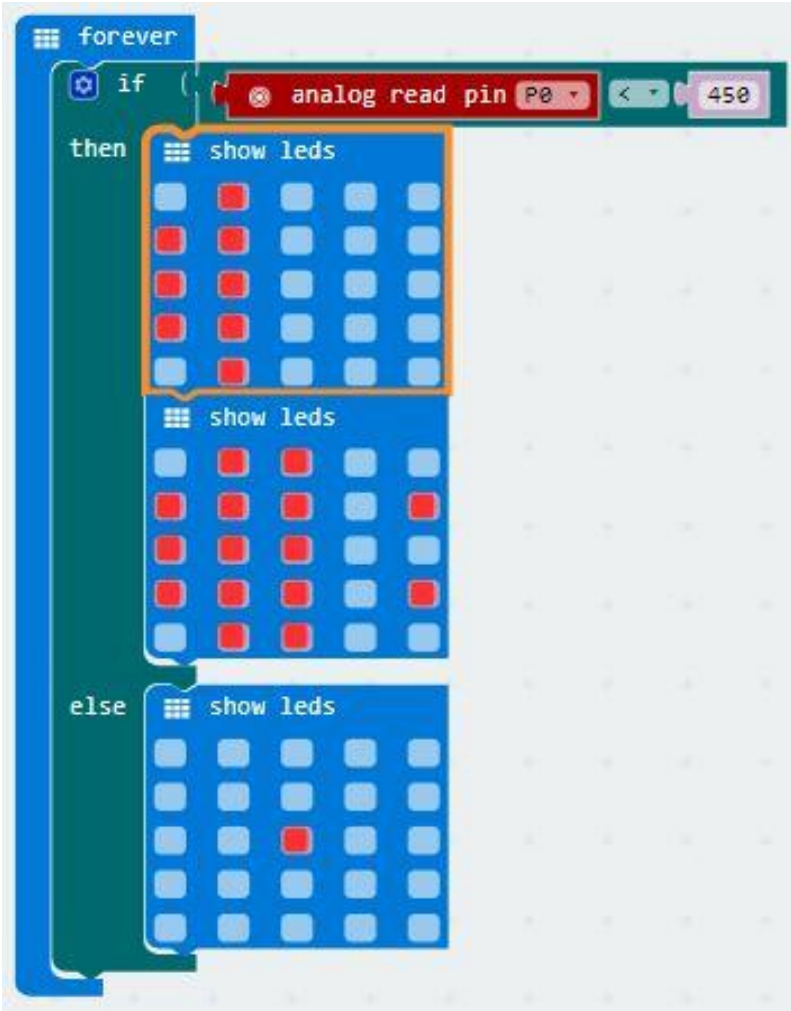 forever
if ( analog read pin P0 < 450
then show leds
show leds
else show leds